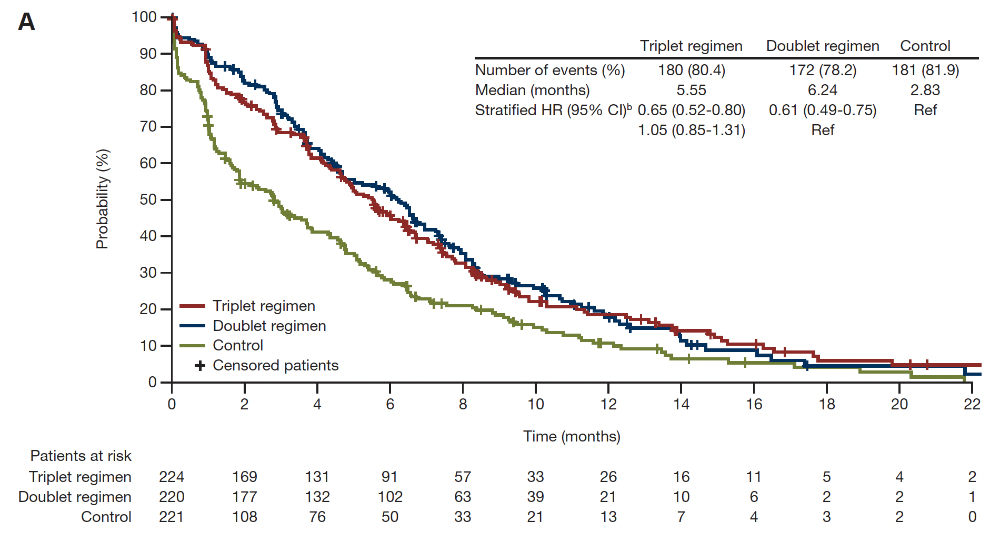 A
Triplet regimen Doublet regimen Control
Number of events (%) 180 (80.4) 172 (78.2) 181 (81.9)
Median (months) 5.55 6.24 2.83
Stratified HR (95% CI)ᵇ 0.65 (0.52-0.80) 0.61 (0.49-0.75) Ref
1.05 (0.85-1.31) Ref
Probability (%)
100
90
80
70
60
50
40
30
20
10
0
Triplet regimen
Doublet regimen
Control
Censored patients
0 2 4 6 8 10 12 14 16 18 20 22
Time (months)
Patients at risk
Triplet regimen 224 169 131 91 57 33 26 16 11 5 4 2
Doublet regimen 220 177 132 102 63 39 21 10 6 2 2 1
Control 221 108 76 50 33 21 13 7 4 3 2 0